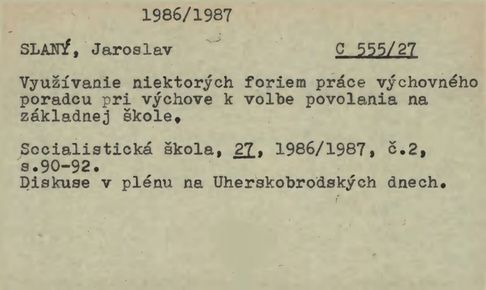 1986/1987
SLANÝ, Jaroslav C 555/27
Využívanie niektorých foriem práce výchovného
poradcu pri výchove k volbe povolania na
základnej škole.
Socialistická škola, 27, 1986/1987, č.2,
s.90-92.
Diskuse v plénu na Uherskobrodských dnech.